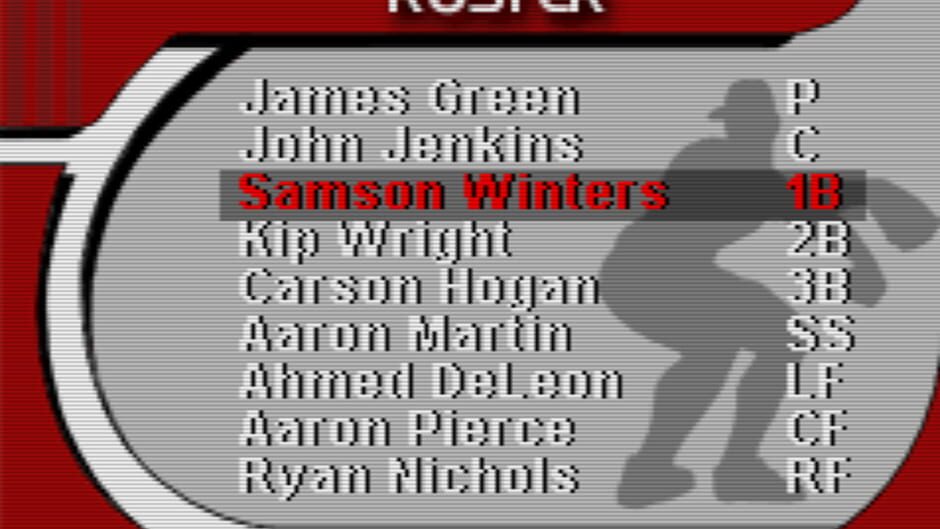 ROSTER
James Green P
John Jenkins C
Samson Winters 1B
Kip Wright 2B
Carson Hogan 3B
Aaron Martin SS
Ahmed DeLeon LF
Aaron Pierce CF
Ryan Nichols RF